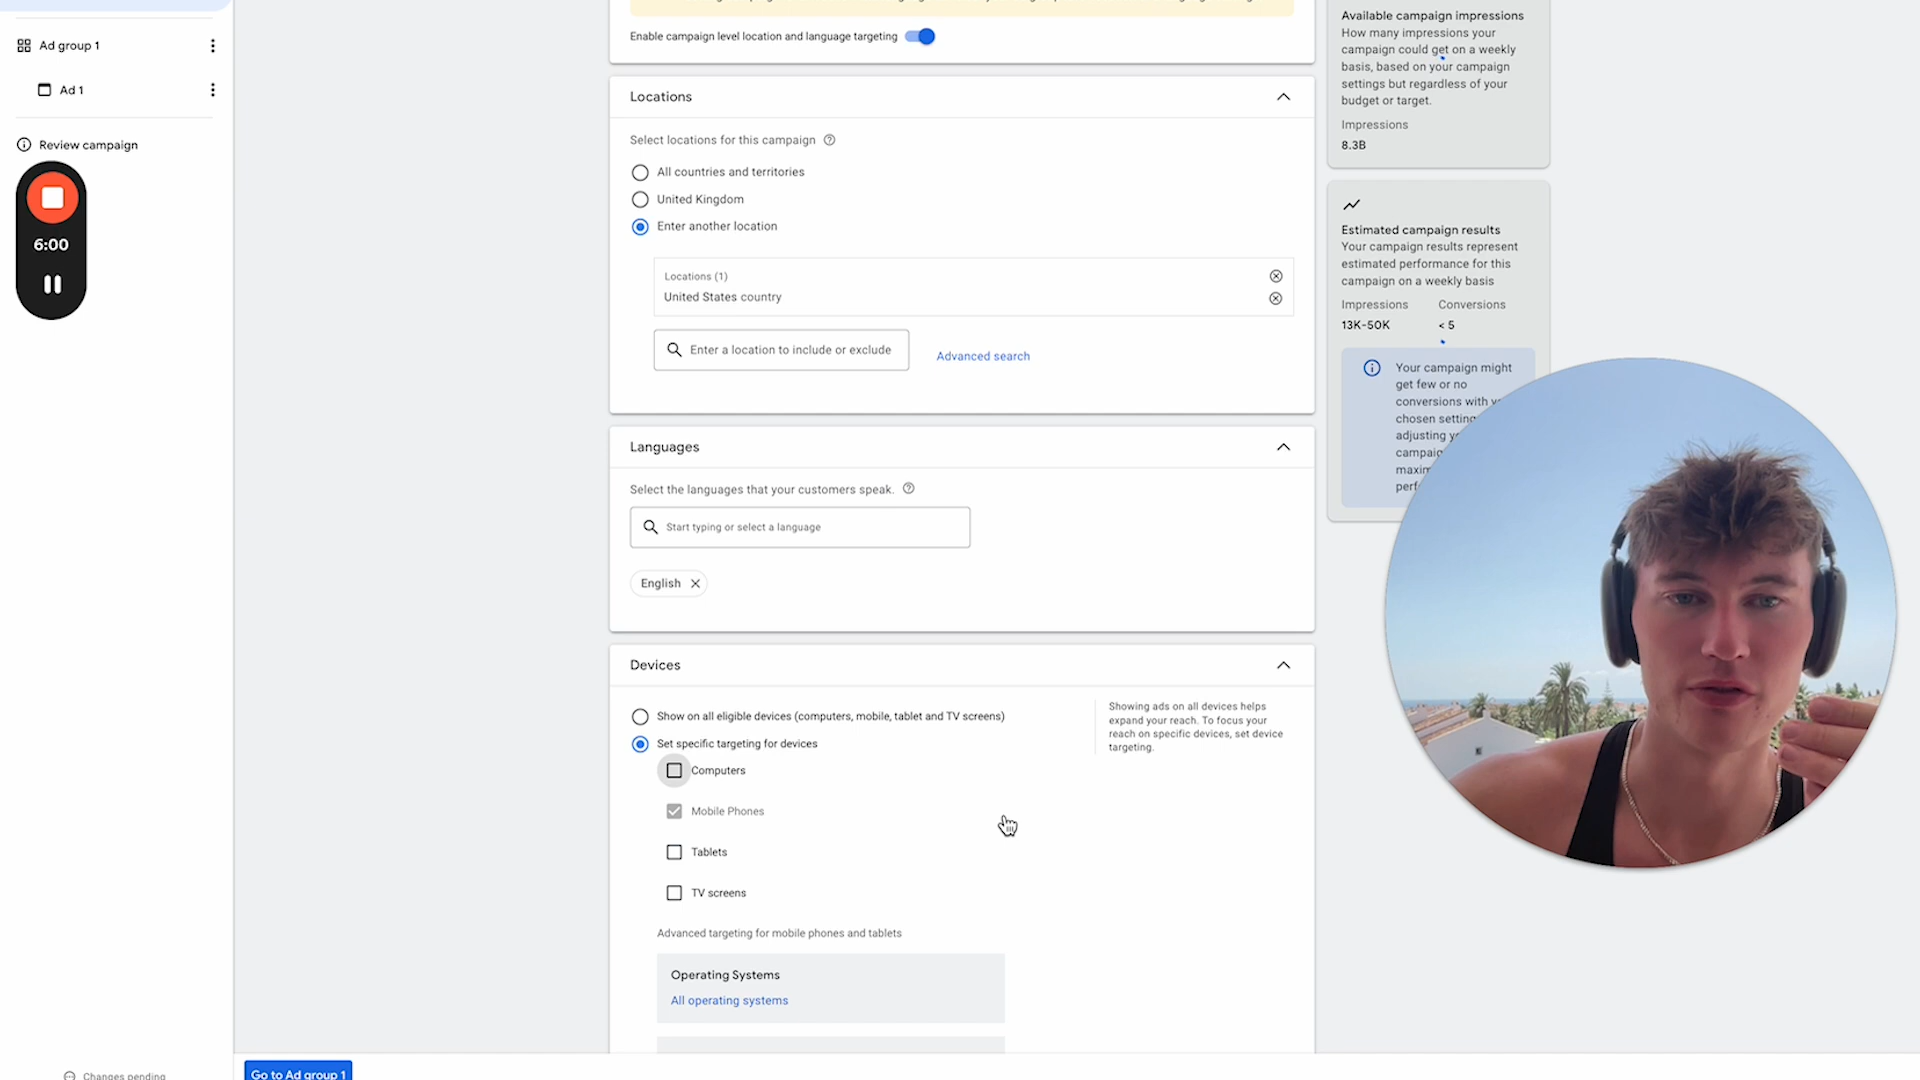 Ad group 1
Ad 1
Review campaign
6:00
Changes pending
Enable campaign level location and language targeting
Locations
Select locations for this campaign
All countries and territories
United Kingdom
Enter another location
Locations (1)
United States country
Enter a location to include or exclude
Advanced search
Languages
Select the languages that your customers speak.
Start typing or select a language
English
Devices
Show on all eligible devices (computers, mobile, tablet and TV screens)
Set specific targeting for devices
Computers
Mobile Phones
Tablets
TV screens
Showing ads on all devices helps
expand your reach. To focus your
reach on specific devices, set device
targeting.
Advanced targeting for mobile phones and tablets
Operating Systems
All operating systems
Go to Ad group 1
Available campaign impressions
How many impressions your
campaign could get on a weekly
basis, based on your campaign
settings but regardless of your
budget or target.
Impressions
8.3B
Estimated campaign results
Your campaign results represent
estimated performance for this
campaign on a weekly basis
Impressions Conversions
13K-50K < 5
Your campaign might
get few or no
conversions with
chosen
adjusting